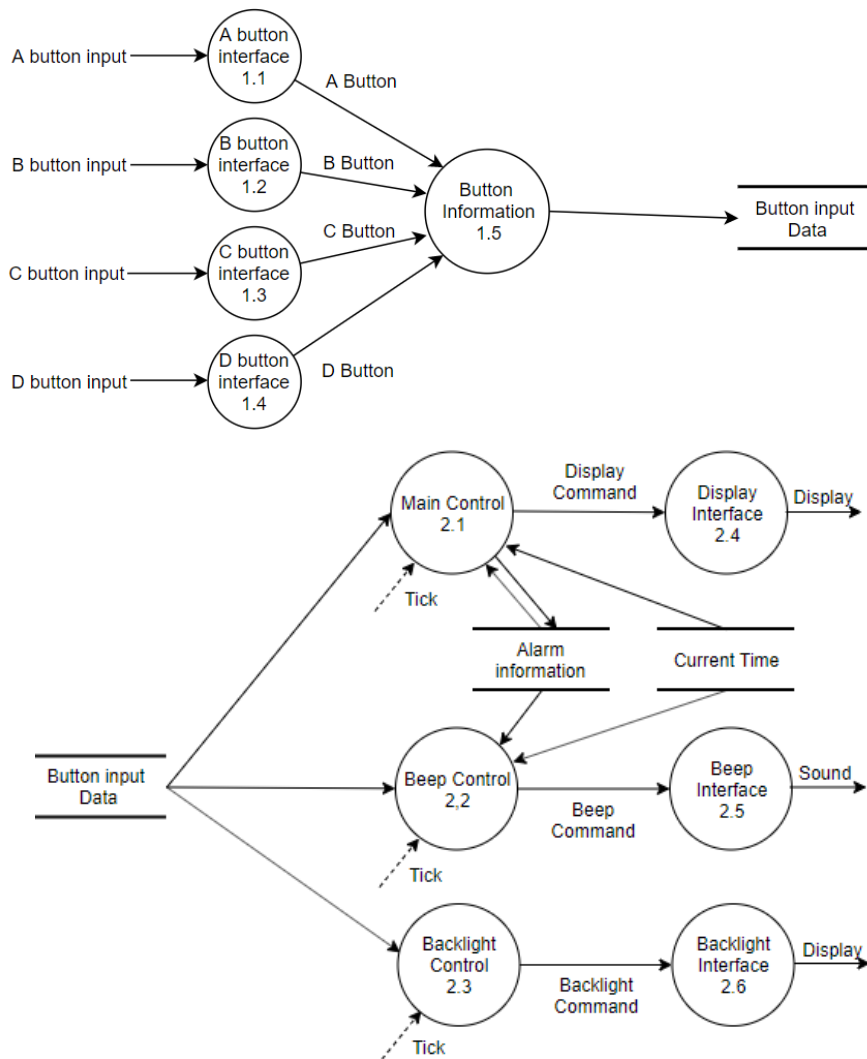 A button input
A button
interface
1.1
A Button
B button input
B button
interface
1.2
B Button
Button
Information
1.5
Button input
Data
C button input
C button
interface
1.3
C Button
D button input
D button
interface
1.4
D Button
Main Control
2.1
Display
Command
Display
Interface
2.4
Display
Tick
Alarm
information
Current Time
Button input
Data
Beep Control
2,2
Beep
Command
Beep
Interface
2.5
Sound
Tick
Backlight
Control
2.3
Backlight
Command
Backlight
Interface
2.6
Display
Tick